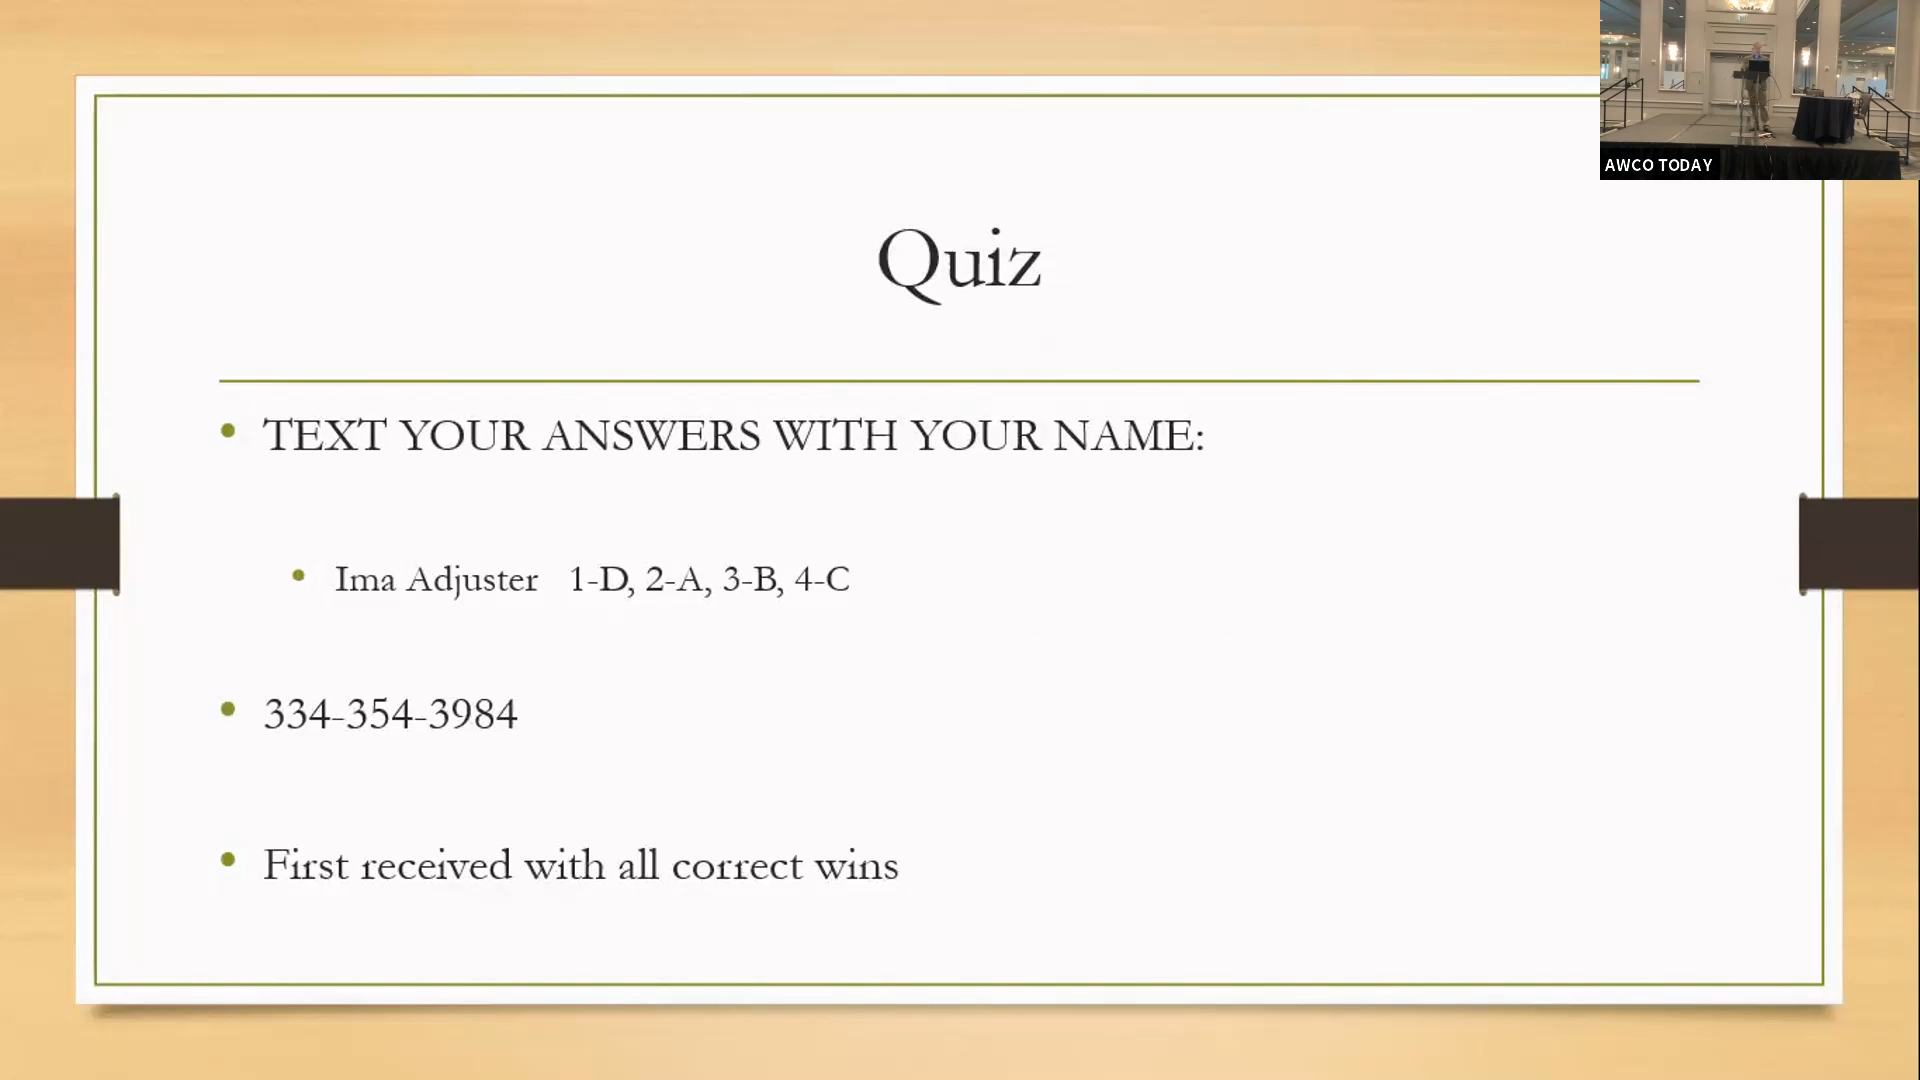 AWCO TODAY
Quiz
• TEXT YOUR ANSWERS WITH YOUR NAME:
• Ima Adjuster 1-D, 2-A, 3-B, 4-C
• 334-354-3984
• First received with all correct wins